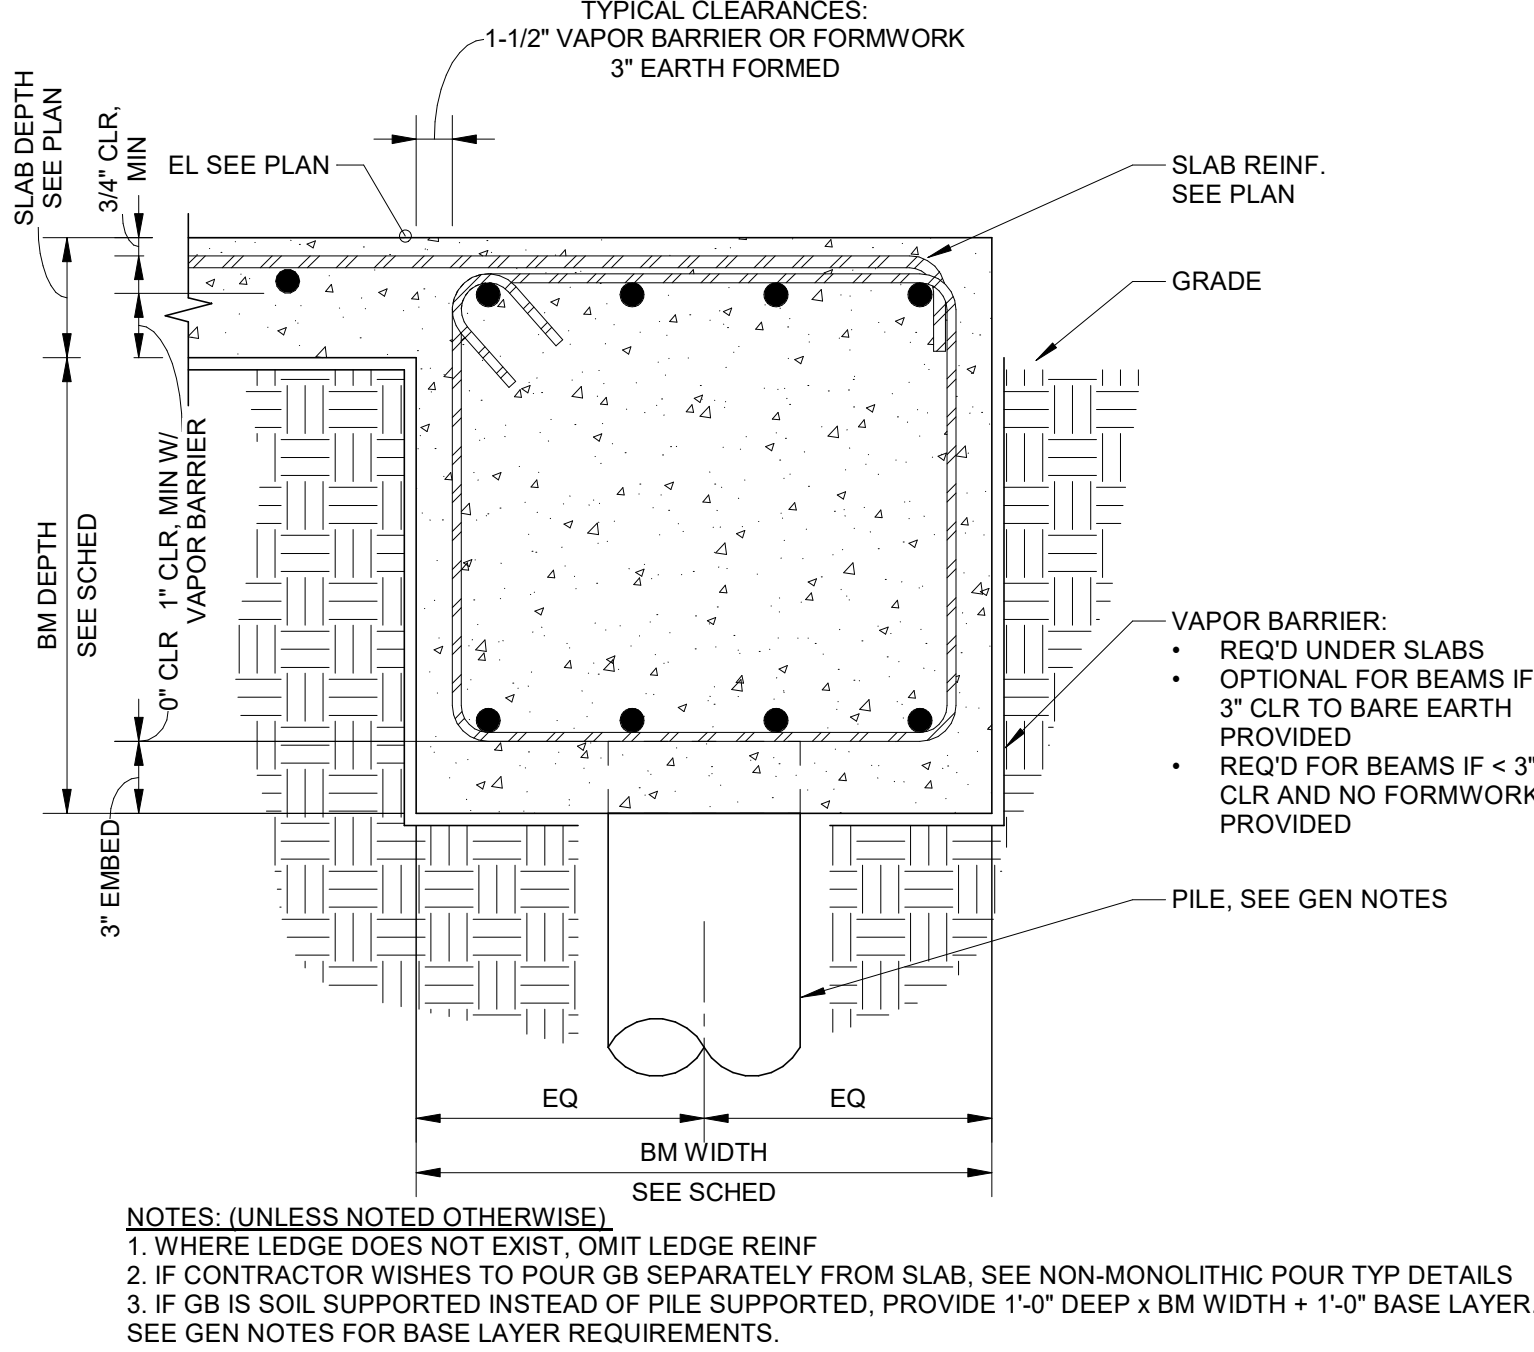 TYPICAL CLEARANCES:
1-1/2" VAPOR BARRIER OR FORMWORK
3" EARTH FORMED
SLAB DEPTH
SEE PLAN
3/4" CLR,
MIN
EL SEE PLAN
SLAB REINF.
SEE PLAN
GRADE
BM DEPTH
SEE SCHED
0" CLR
1" CLR, MIN W/
VAPOR BARRIER
3" EMBED
VAPOR BARRIER:
• REQ'D UNDER SLABS
• OPTIONAL FOR BEAMS IF
3" CLR TO BARE EARTH
PROVIDED
• REQ'D FOR BEAMS IF < 3"
CLR AND NO FORMWORK
PROVIDED
PILE, SEE GEN NOTES
EQ
EQ
BM WIDTH
SEE SCHED
NOTES: (UNLESS NOTED OTHERWISE)
1. WHERE LEDGE DOES NOT EXIST, OMIT LEDGE REINF
2. IF CONTRACTOR WISHES TO POUR GB SEPARATELY FROM SLAB, SEE NON-MONOLITHIC POUR TYP DETAILS
3. IF GB IS SOIL SUPPORTED INSTEAD OF PILE SUPPORTED, PROVIDE 1'-0" DEEP x BM WIDTH + 1'-0" BASE LAYER.
SEE GEN NOTES FOR BASE LAYER REQUIREMENTS.